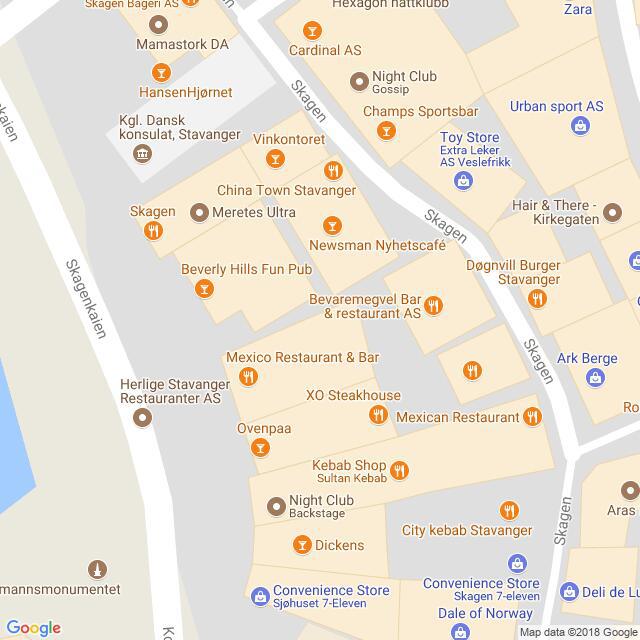 Skagen Bageri AS
Hexagon nattklubb
Zara
Mamastork DA
Cardinal AS
HansenHjørnet
Night Club
Gossip
Skagen
Champs Sportsbar
Urban sport AS
Kgl. Dansk
konsulat, Stavanger
Vinkontoret
Toy Store
Extra Leker
AS Veslefrikk
China Town Stavanger
Skagen
Meretes Ultra
Skagen
Hair & There -
Kirkegaten
Newsman Nyhetscafé
Skagenkaien
Beverly Hills Fun Pub
Døgnvill Burger
Stavanger
Bevaremegvel Bar
& restaurant AS
Skagen
Mexico Restaurant & Bar
Ark Berge
Herlige Stavanger
Restauranter AS
XO Steakhouse
Mexican Restaurant
Ro
Ovenpaa
Kebab Shop
Sultan Kebab
Night Club
Backstage
City kebab Stavanger
Skagen
Aras
Dickens
mannsmonumentet
Convenience Store
Sjøhuset 7-Eleven
Convenience Store
Skagen 7-eleven
Deli de Lu
Dale of Norway
Google
Map data ©2018 Google